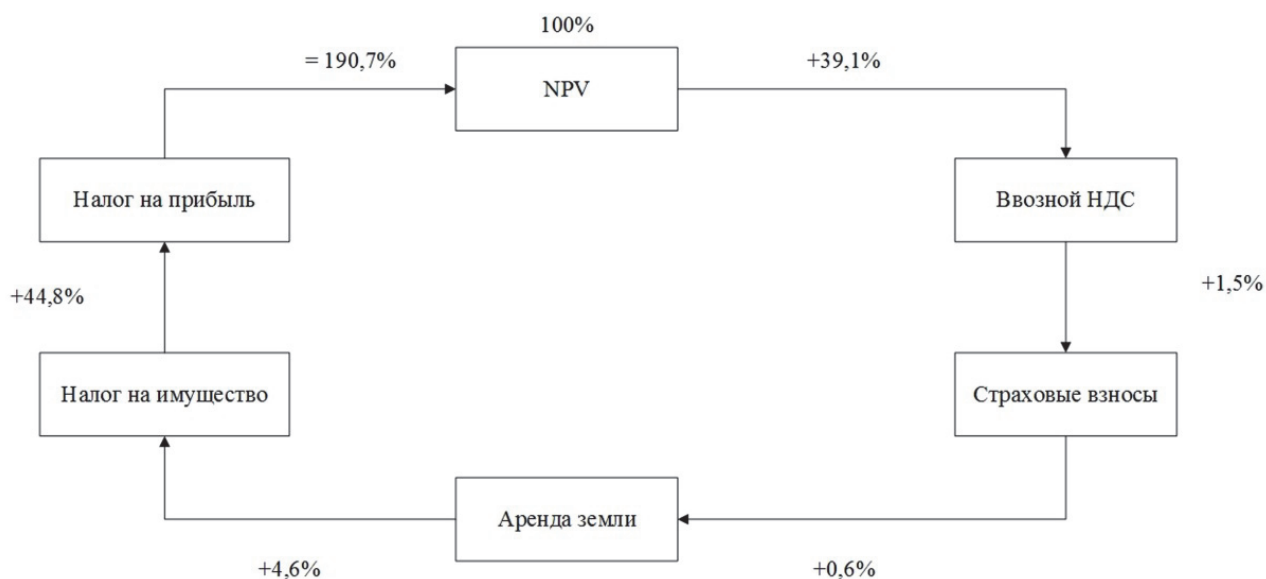 100%
= 190,7%
NPV
+39,1%
Налог на прибыль
Ввозной НДС
+44,8%
+1,5%
Налог на имущество
Страховые взносы
Аренда земли
+4,6%
+0,6%